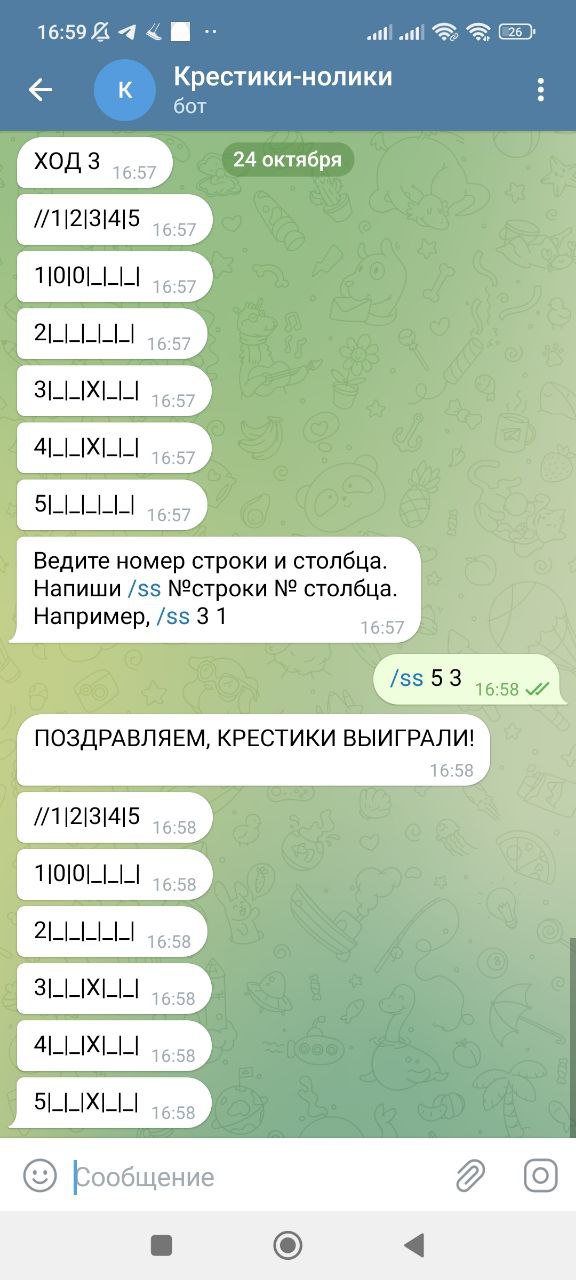 16:59
26
К
Крестики-нолики
бот
24 октября
ХОД 3 16:57
//1|2|3|4|5 16:57
1|0|0|_|_|_| 16:57
2|_|_|_|_|_| 16:57
3|_|_|X|_|_| 16:57
4|_|_|X|_|_| 16:57
5|_|_|_|_|_| 16:57
Ведите номер строки и столбца.
Напиши /ss №строки № столбца.
Например, /ss 3 1 16:57
/ss 5 3 16:58
ПОЗДРАВЛЯЕМ, КРЕСТИКИ ВЫИГРАЛИ!
16:58
//1|2|3|4|5 16:58
1|0|0|_|_|_| 16:58
2|_|_|_|_|_| 16:58
3|_|_|X|_|_| 16:58
4|_|_|X|_|_| 16:58
5|_|_|X|_|_| 16:58
Сообщение